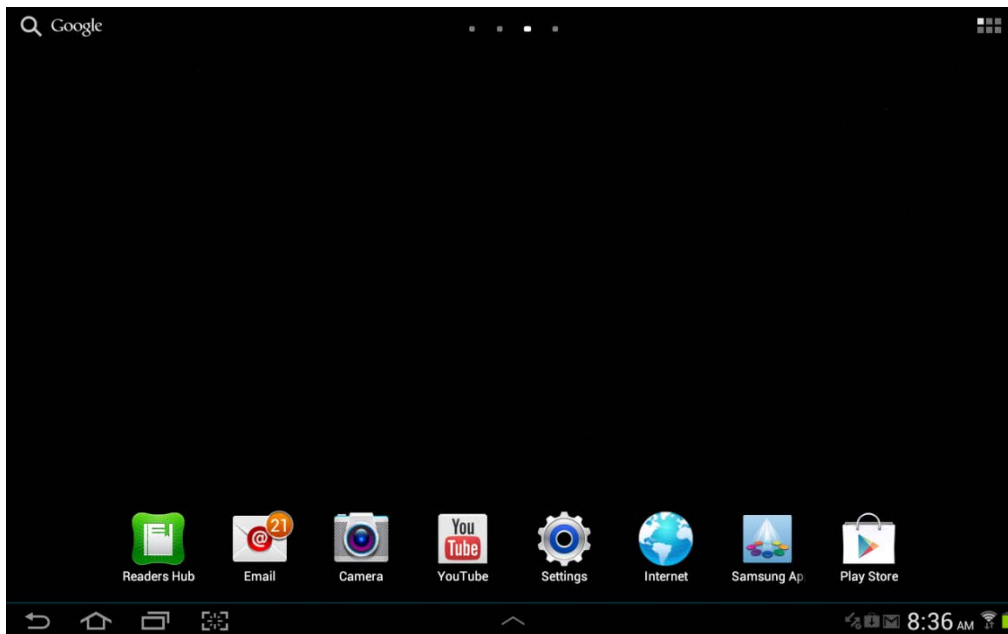 Google
21
@
You
Tube
Readers Hub
Email
Camera
YouTube
Settings
Internet
Samsung Ap
Play Store
8:36 AM